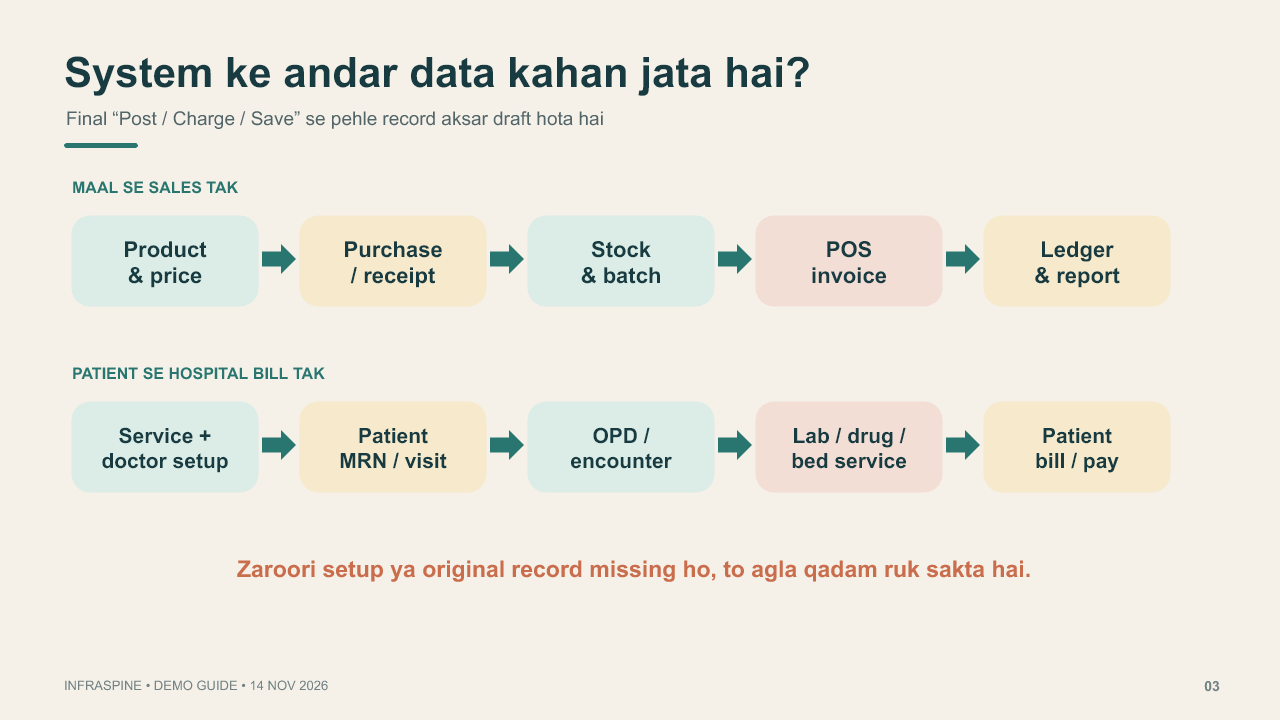 System ke andar data kahan jata hai?
Final “Post / Charge / Save” se pehle record aksar draft hota hai
MAAL SE SALES TAK
Product
& price
Purchase
/ receipt
Stock
& batch
POS
invoice
Ledger
& report
PATIENT SE HOSPITAL BILL TAK
Service +
doctor setup
Patient
MRN / visit
OPD /
encounter
Lab / drug /
bed service
Patient
bill / pay
Zaroori setup ya original record missing ho, to agla qadam ruk sakta hai.
INFRASPINE • DEMO GUIDE • 14 NOV 2026
03